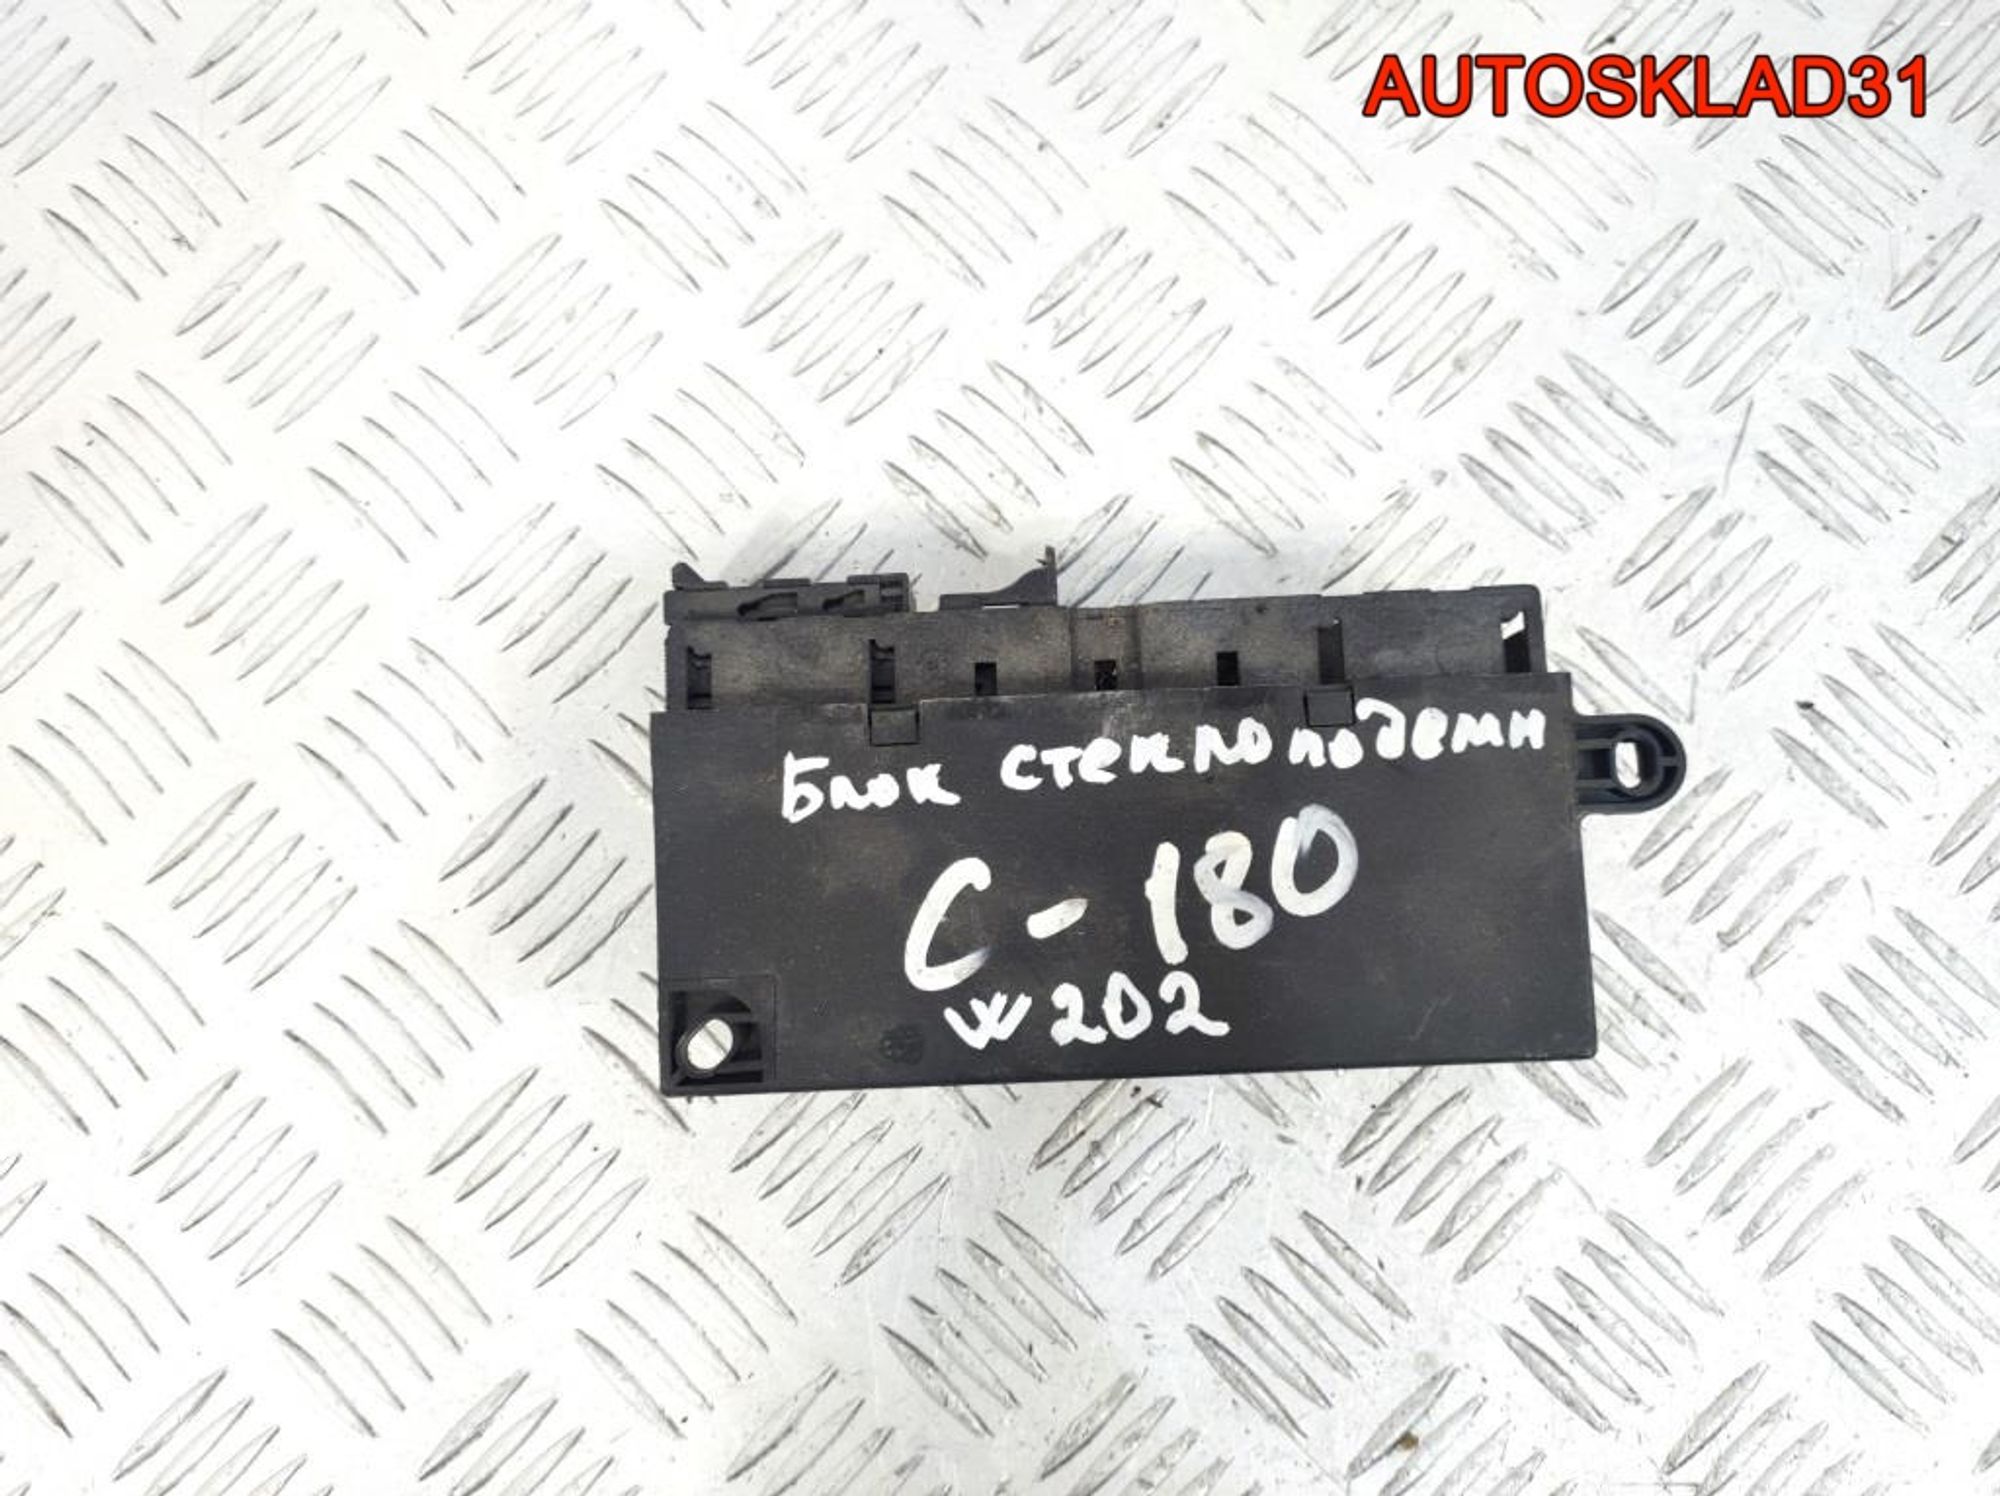 AUTOSKLAD31
Блок стеклоподемн
C-180
W202